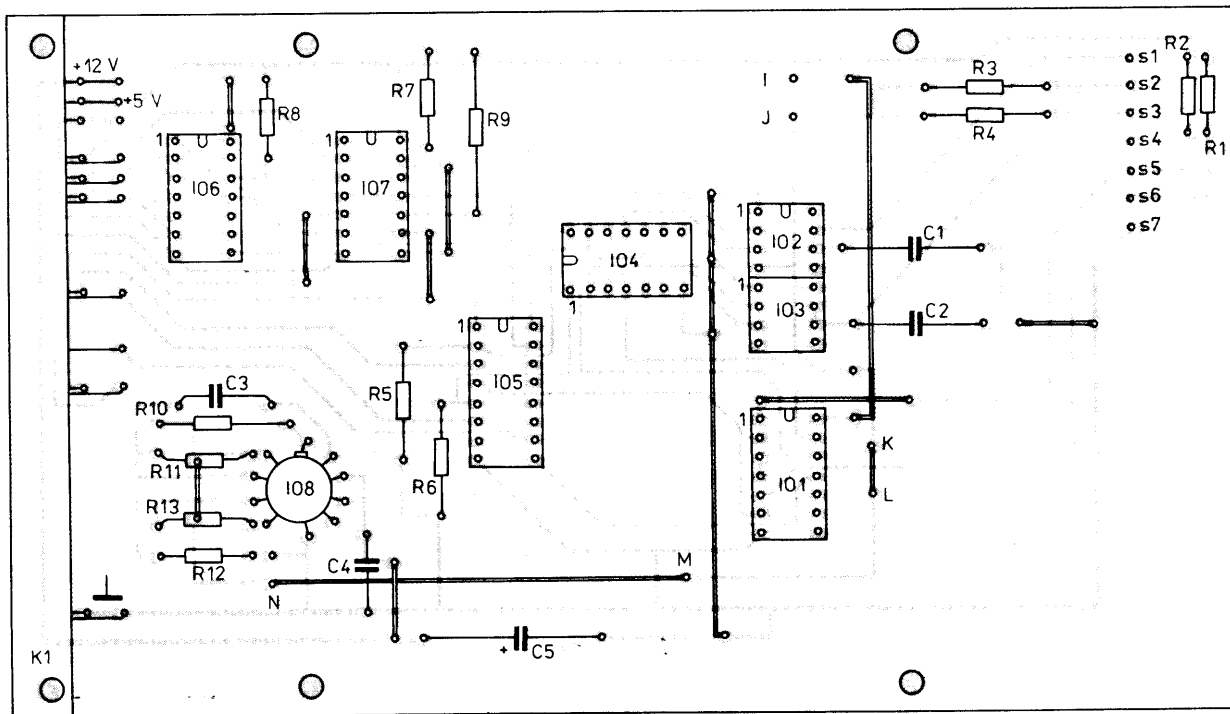 +12 V
+5 V
R8
R7
R9
I
J
R3
R4
s1
s2
s3
s4
s5
s6
s7
R2
R1
1
IO6
1
IO7
IO4
1
1
IO2
1
IO3
C1
C2
1
IO5
R5
R6
C3
R10
R11
R13
R12
IO8
1
IO1
K
L
C4
N
M
+
C5
K1